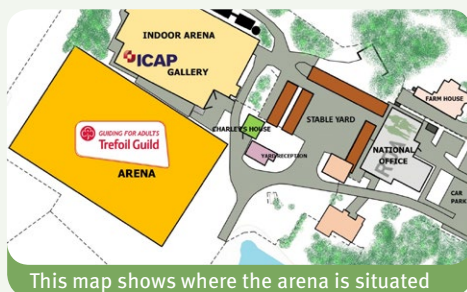 INDOOR ARENA
ICAP
GALLERY
GUIDING FOR ADULTS
Trefoil Guild
ARENA
CHARLEY'S HOUSE
YARD RECEPTION
STABLE YARD
FARM HOUSE
NATIONAL
OFFICE
CAR
PARK
This map shows where the arena is situated